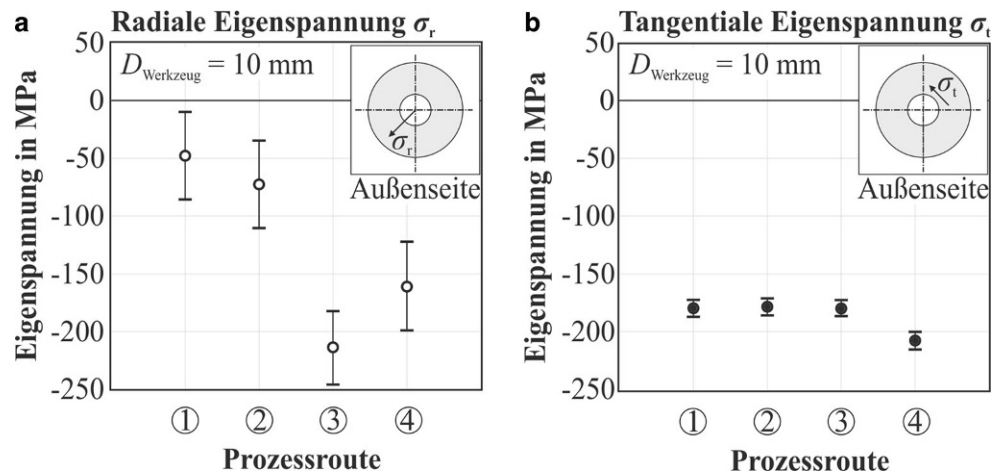 a
Radiale Eigenspannung σr
Eigenspannung in MPa
50
0
-50
-100
-150
-200
-250
DWerkzeug = 10 mm
σr
Außenseite
① ② ③ ④
Prozessroute
b
Tangentiale Eigenspannung σt
Eigenspannung in MPa
50
0
-50
-100
-150
-200
-250
DWerkzeug = 10 mm
σt
Außenseite
① ② ③ ④
Prozessroute